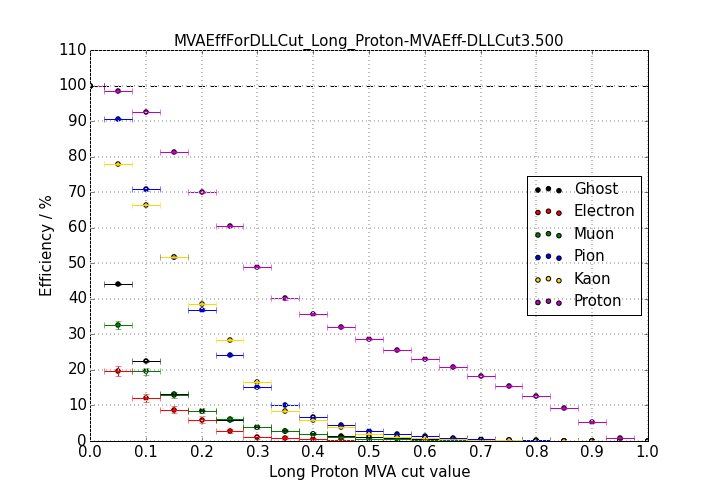 MVAEffForDLLCut_Long_Proton-MVAEff-DLLCut3.500
110
100
90
80
70
60
50
40
30
20
10
0
Efficiency / %
Ghost
Electron
Muon
Pion
Kaon
Proton
0.0 0.1 0.2 0.3 0.4 0.5 0.6 0.7 0.8 0.9 1.0
Long Proton MVA cut value